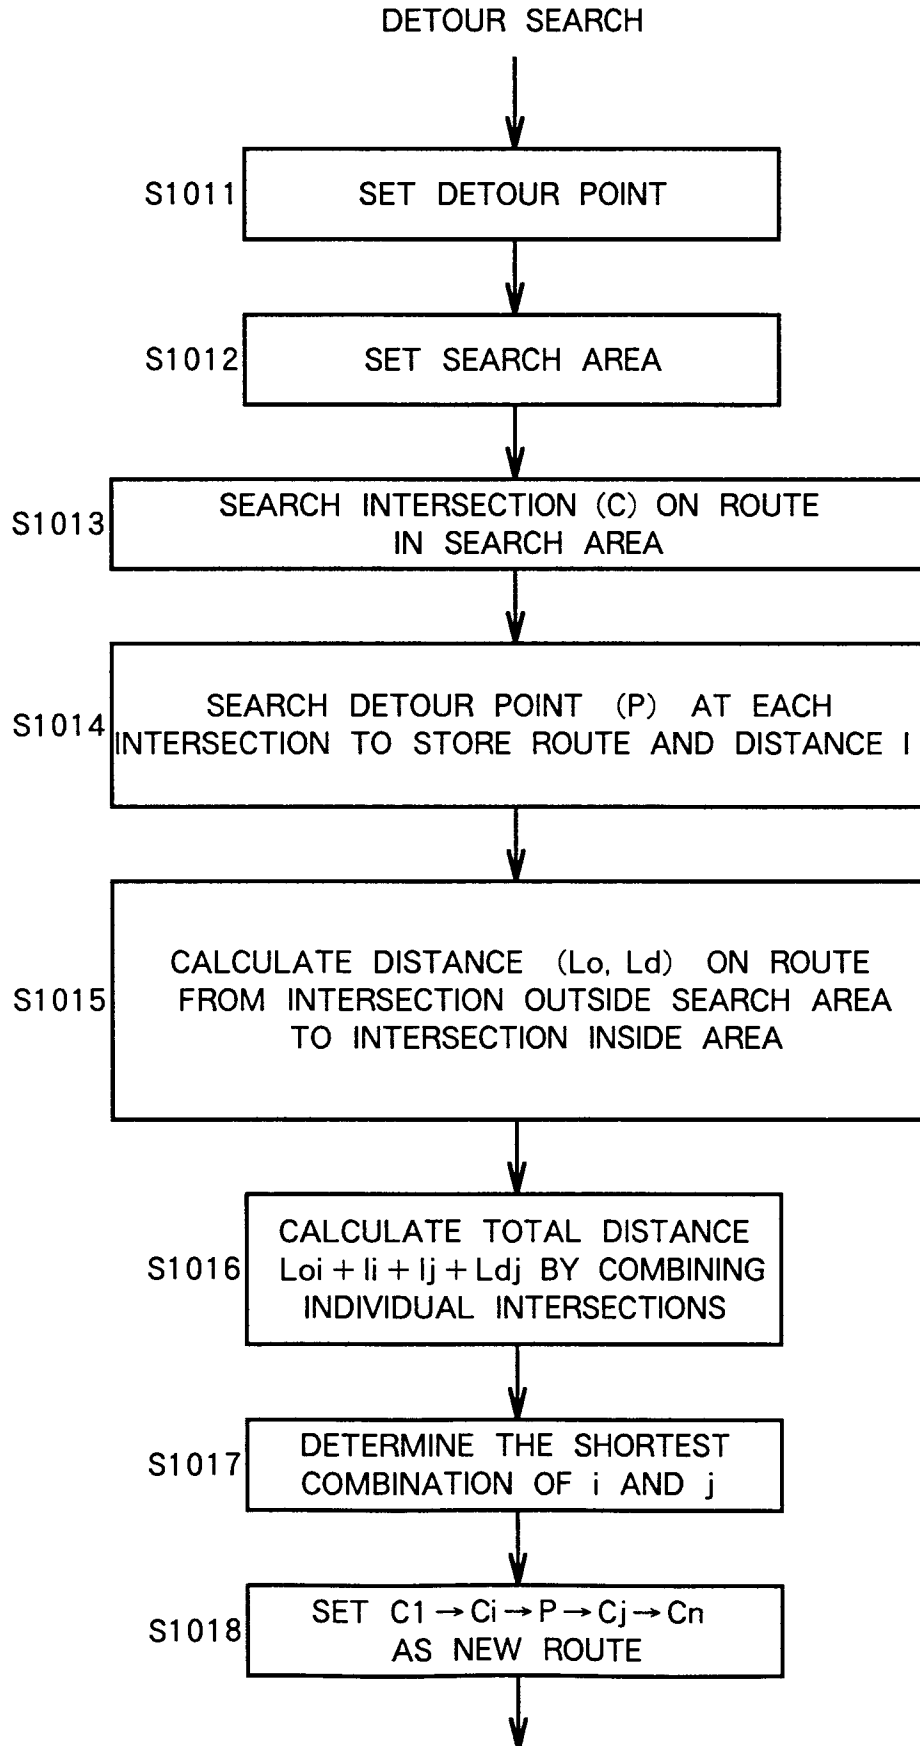 DETOUR SEARCH
S1011
SET DETOUR POINT
S1012
SET SEARCH AREA
S1013
SEARCH INTERSECTION (C) ON ROUTE
IN SEARCH AREA
S1014
SEARCH DETOUR POINT (P) AT EACH
INTERSECTION TO STORE ROUTE AND DISTANCE l
S1015
CALCULATE DISTANCE (Lo, Ld) ON ROUTE
FROM INTERSECTION OUTSIDE SEARCH AREA
TO INTERSECTION INSIDE AREA
S1016
CALCULATE TOTAL DISTANCE
Loi + li + lj + Ldj BY COMBINING
INDIVIDUAL INTERSECTIONS
S1017
DETERMINE THE SHORTEST
COMBINATION OF i AND j
S1018
SET C1→Ci→P→Cj→Cn
AS NEW ROUTE